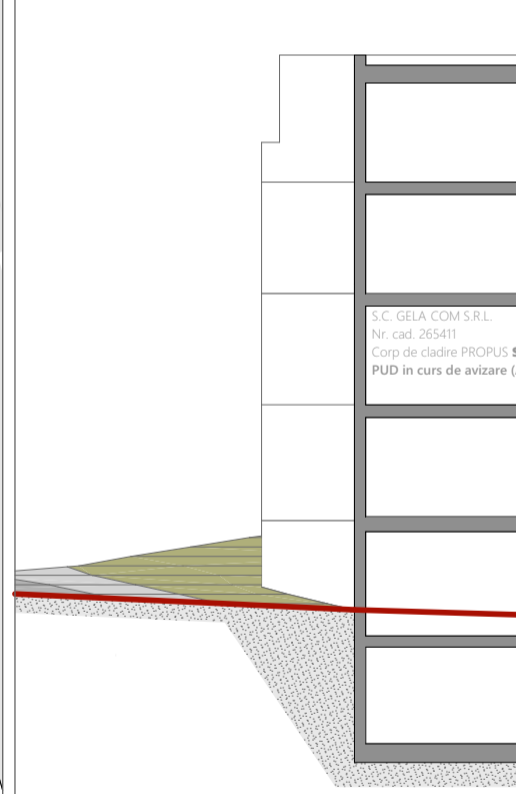 S.C. GELA COM S.R.L.
Nr. cad. 265411
Corp de cladire PROPUS
PUD in curs de avizare (